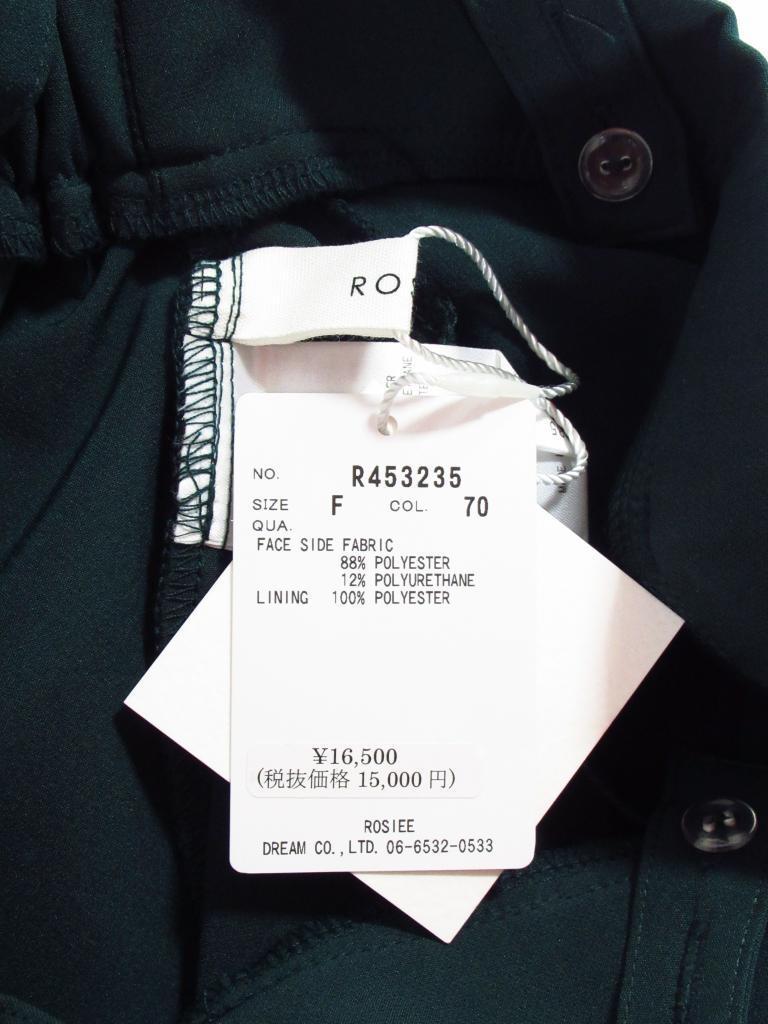 RO
NO. R453235
SIZE F COL. 70
QUA.
FACE SIDE FABRIC
88% POLYESTER
12% POLYURETHANE
LINING 100% POLYESTER
¥16,500
(税抜価格 15,000 円)
ROSIEE
DREAM CO.,LTD. 06-6532-0533